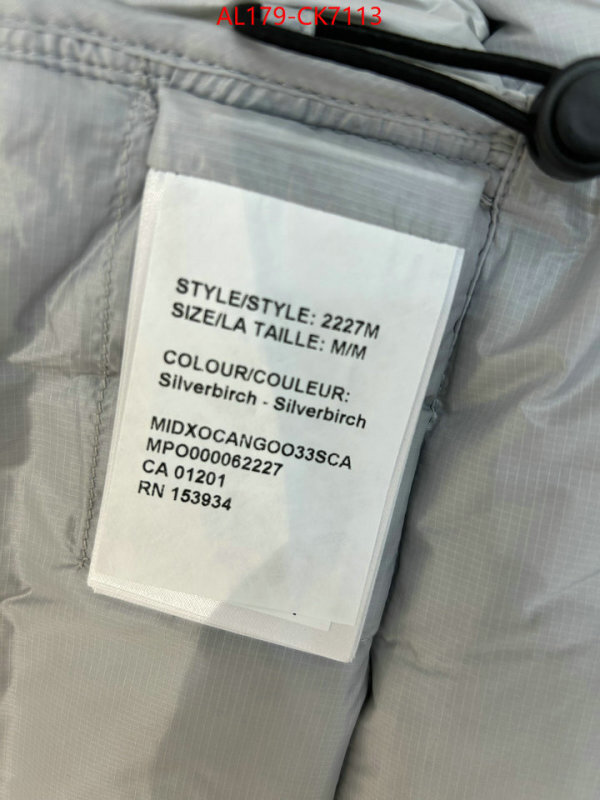 AL179-CK7113
STYLE/STYLE: 2227M
SIZE/LA TAILLE: M/M
COLOUR/COULEUR:
Silverbirch - Silverbirch
MIDXOCANGOO33SCA
MPO000062227
CA 01201
RN 153934